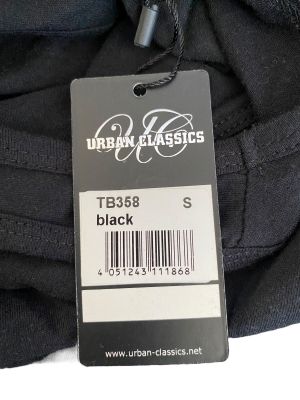 UC
URBAN CLASSICS
TB358 S
black
4 051243 111868
www.urban-classics.net